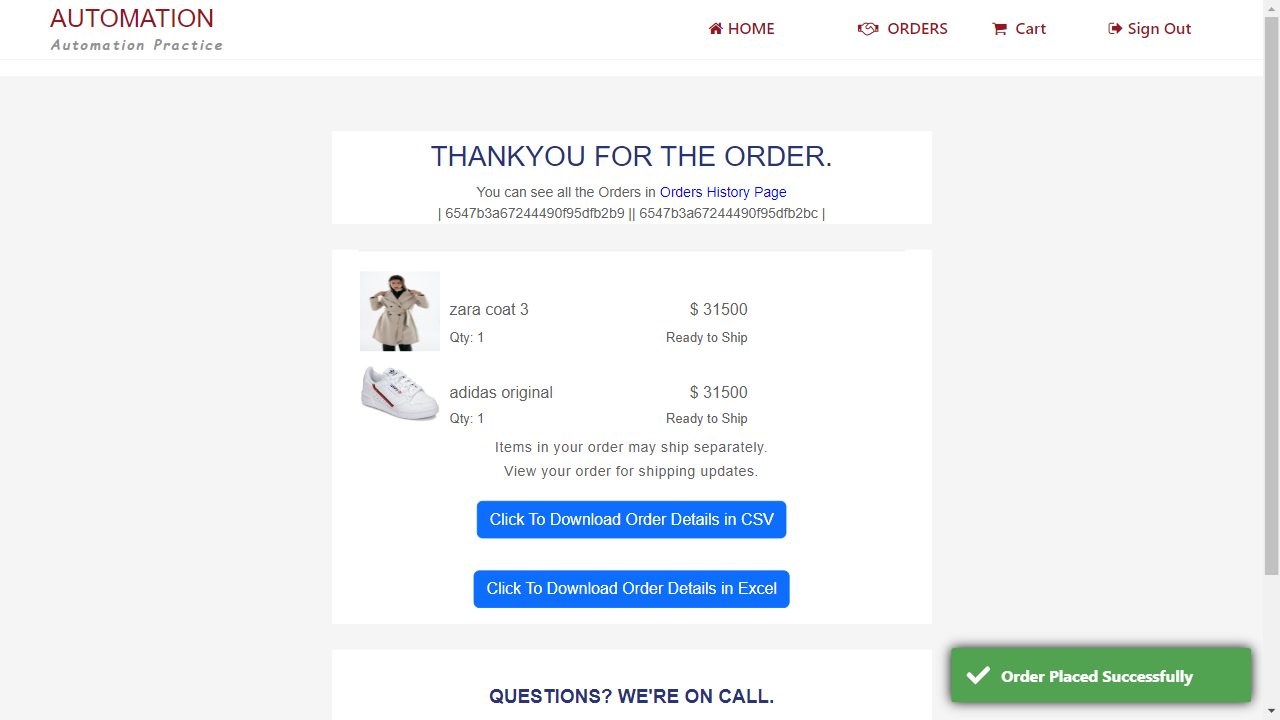 AUTOMATION
Automation Practice
HOME
ORDERS
Cart
Sign Out
THANKYOU FOR THE ORDER.
You can see all the Orders in Orders History Page
| 6547b3a67244490f95dfb2b9 || 6547b3a67244490f95dfb2bc |
zara coat 3
$ 31500
Qty: 1
Ready to Ship
adidas original
$ 31500
Qty: 1
Ready to Ship
Items in your order may ship separately.
View your order for shipping updates.
Click To Download Order Details in CSV
Click To Download Order Details in Excel
QUESTIONS? WE'RE ON CALL.
Order Placed Successfully